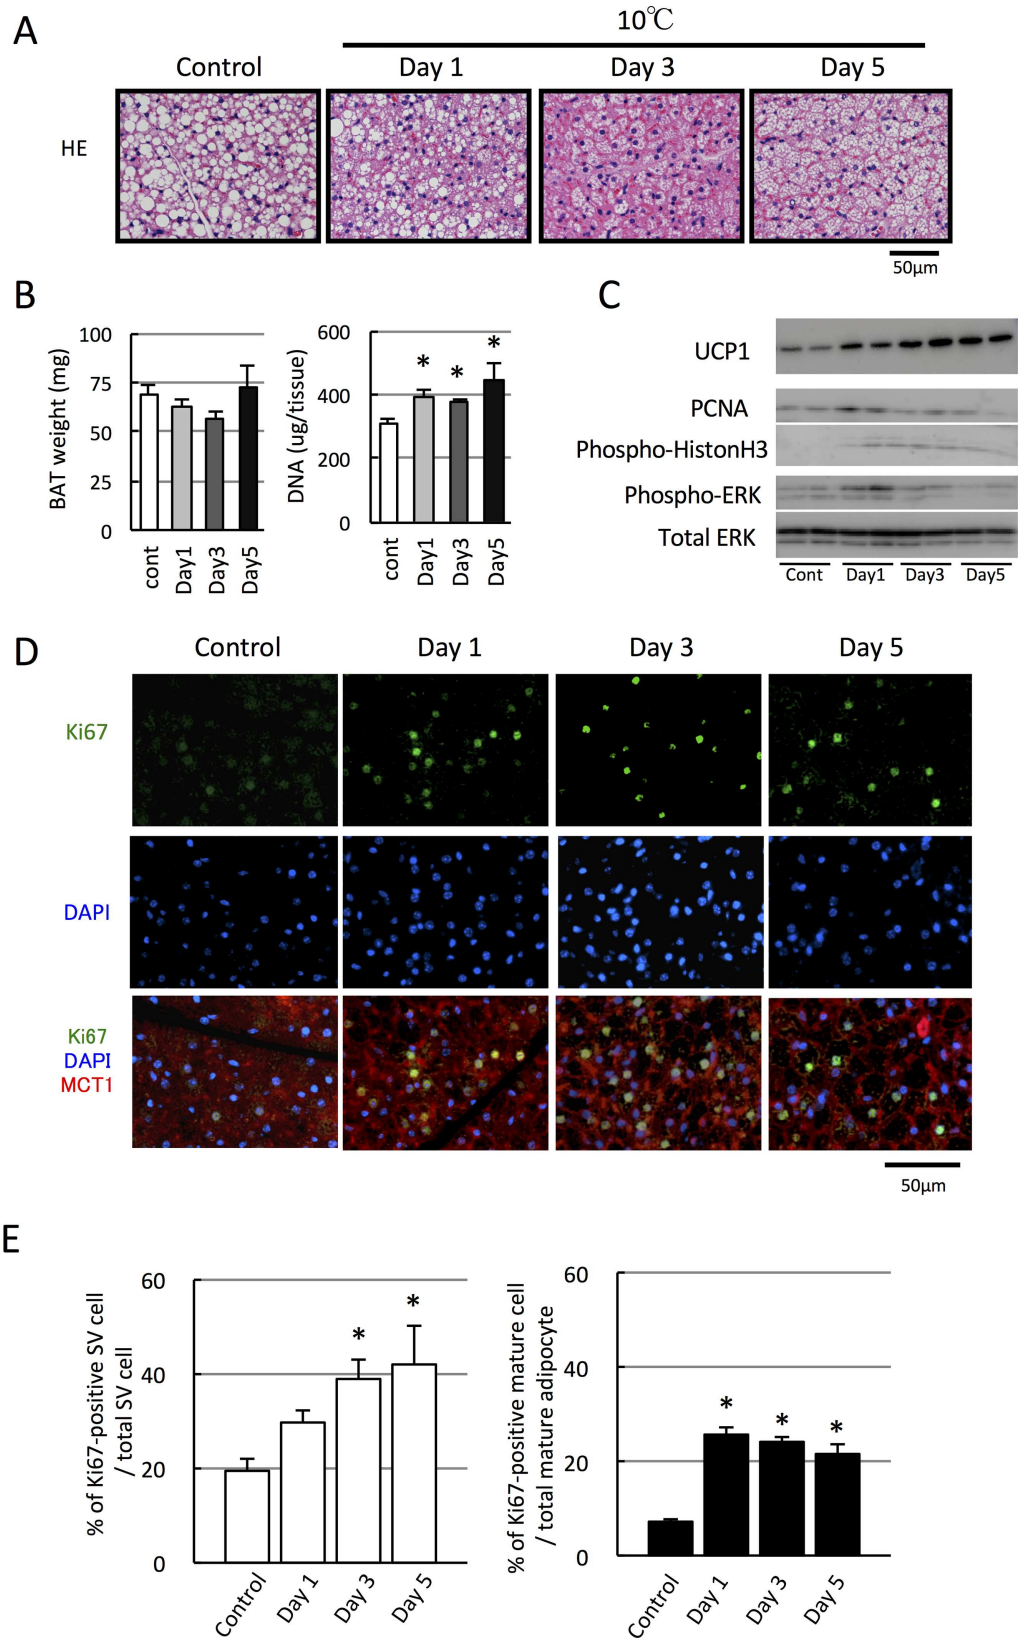 A
10℃
Control
Day 1
Day 3
Day 5
HE
50μm
B
BAT weight (mg)
100
75
50
25
0
cont
Day1
Day3
Day5
DNA (ug/tissue)
600
400
200
0
*
*
*
cont
Day1
Day3
Day5
C
UCP1
PCNA
Phospho-HistonH3
Phospho-ERK
Total ERK
Cont
Day1
Day3
Day5
D
Control
Day 1
Day 3
Day 5
Ki67
DAPI
Ki67
DAPI
MCT1
50μm
E
% of Ki67-positive SV cell
/ total SV cell
60
40
20
0
*
*
Control
Day 1
Day 3
Day 5
% of Ki67-positive mature cell
/ total mature adipocyte
60
40
20
0
*
*
*
Control
Day 1
Day 3
Day 5